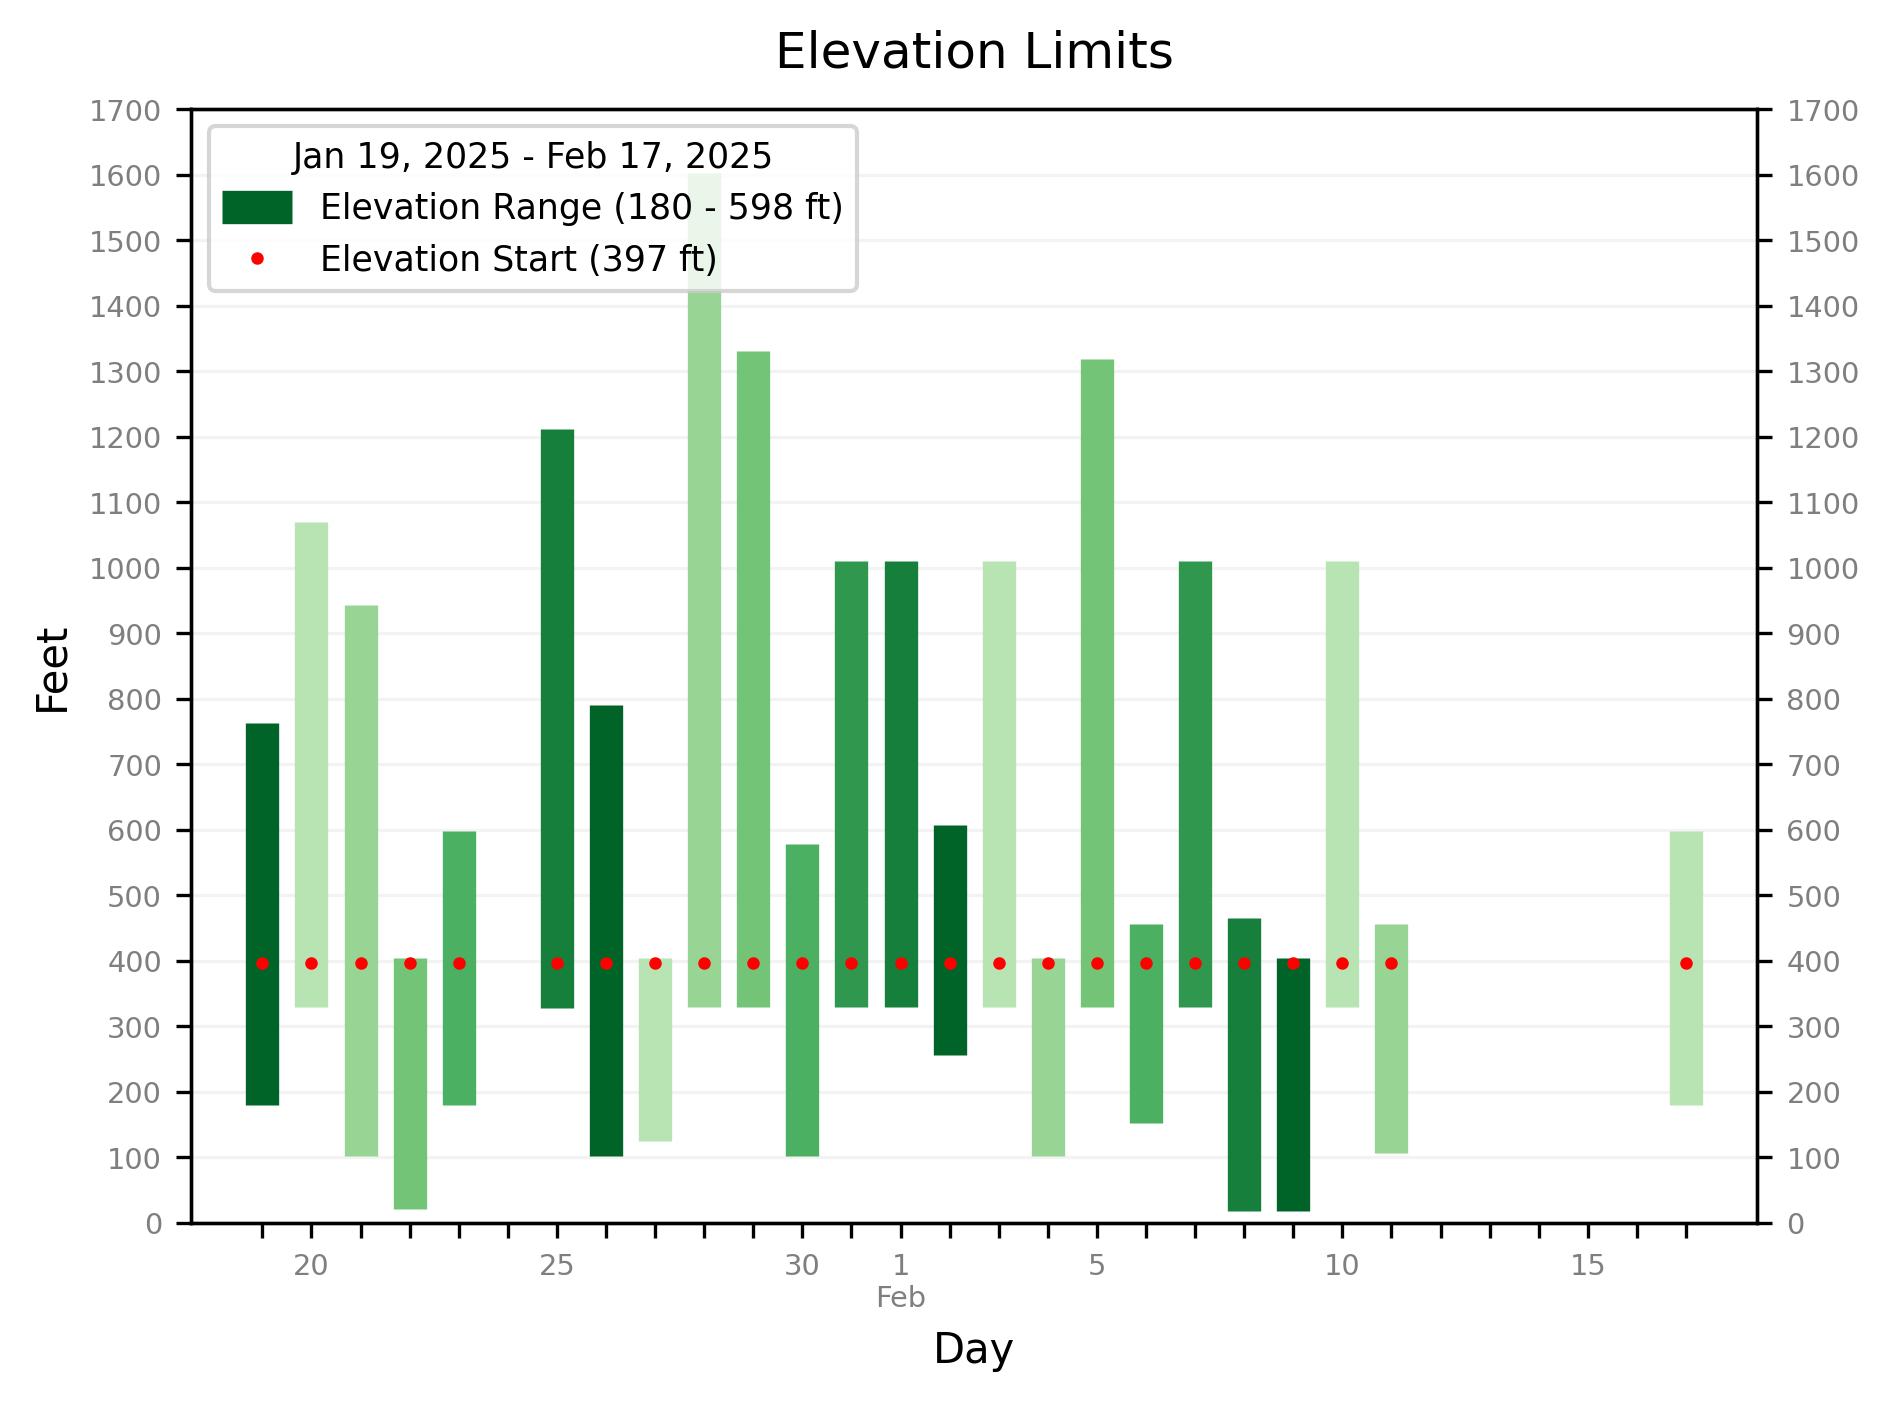 Elevation Limits
1700 1700
Jan 19, 2025 - Feb 17, 2025
1600 1600
Elevation Range (180 - 598 ft)
1500 1500
Elevation Start (397 ft)
1400 1400
1300 1300
1200 1200
1100 1100
1000 1000
900 900
800 800
Feet
700 700
600 600
500 500
400 400
300 300
200 200
100 100
0 0
20 25 30 1 5 10 15
Feb
Day